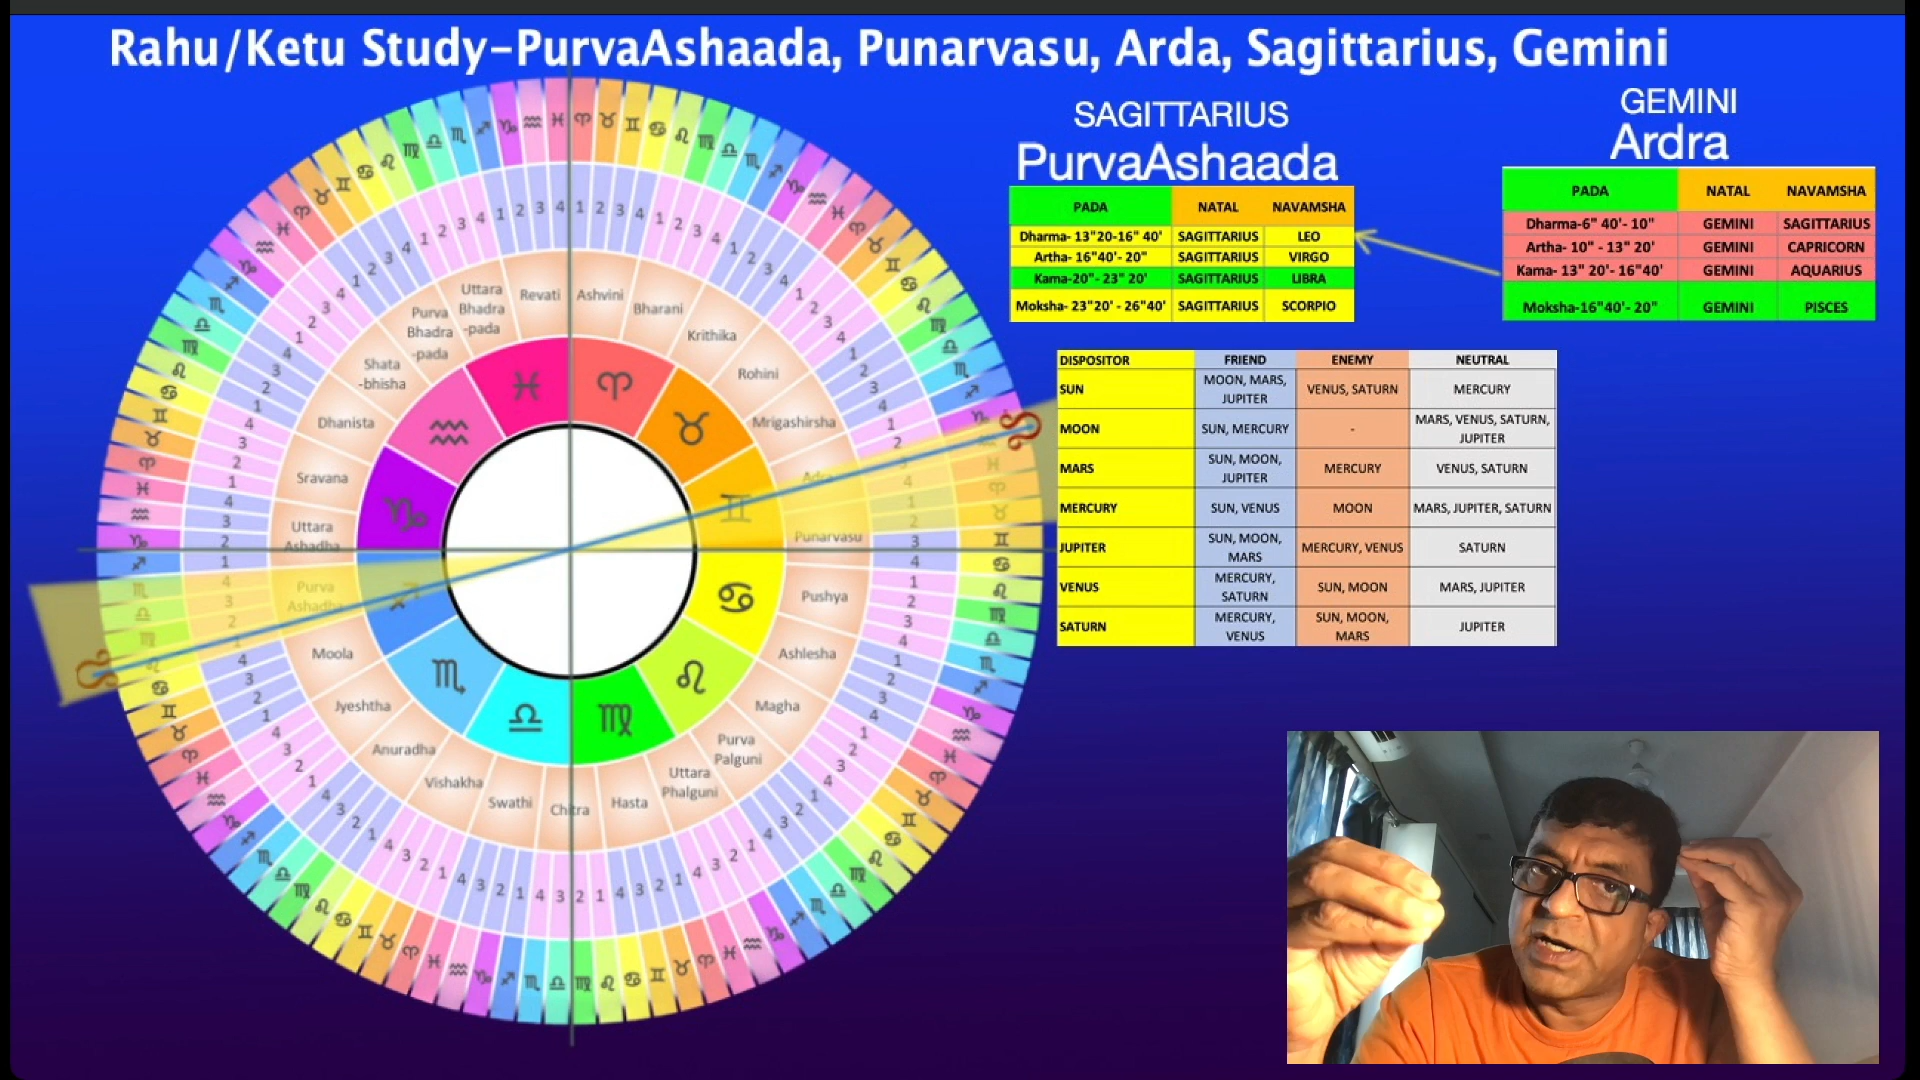 Rahu/Ketu Study-PurvaAshaada, Punarvasu, Arda, Sagittarius, Gemini
SAGITTARIUS
PurvaAshaada
PADA NATAL NAVAMSHA
Dharma- 13"20-16" 40' SAGITTARIUS LEO
Artha- 16"40'- 20" SAGITTARIUS VIRGO
Kama-20"- 23" 20' SAGITTARIUS LIBRA
Moksha- 23"20' - 26"40' SAGITTARIUS SCORPIO
GEMINI
Ardra
PADA NATAL NAVAMSHA
Dharma-6" 40'- 10" GEMINI SAGITTARIUS
Artha- 10" - 13" 20' GEMINI CAPRICORN
Kama- 13" 20'- 16"40' GEMINI AQUARIUS
Moksha-16"40'- 20" GEMINI PISCES
DISPOSITOR FRIEND ENEMY NEUTRAL
SUN MOON, MARS, JUPITER VENUS, SATURN MERCURY
MOON SUN, MERCURY - MARS, VENUS, SATURN, JUPITER
MARS SUN, MOON, JUPITER MERCURY VENUS, SATURN
MERCURY SUN, VENUS MOON MARS, JUPITER, SATURN
JUPITER SUN, MOON, MARS MERCURY, VENUS SATURN
VENUS MERCURY, SATURN SUN, MOON MARS, JUPITER
SATURN MERCURY, VENUS SUN, MOON, MARS JUPITER
Ashvini
Bharani
Krithika
Rohini
Mrigashirsha
Punarvasu
Pushya
Ashlesha
Magha
Purva
Palguni
Uttara
Phalguni
Hasta
Chitra
Swathi
Vishakha
Anuradha
Jyeshtha
Moola
Purva
Ashadha
Uttara
Ashadha
Sravana
Dhanista
Shata
-bhisha
Purva
Bhadra
-pada
Uttara
Bhadra
-pada
Revati